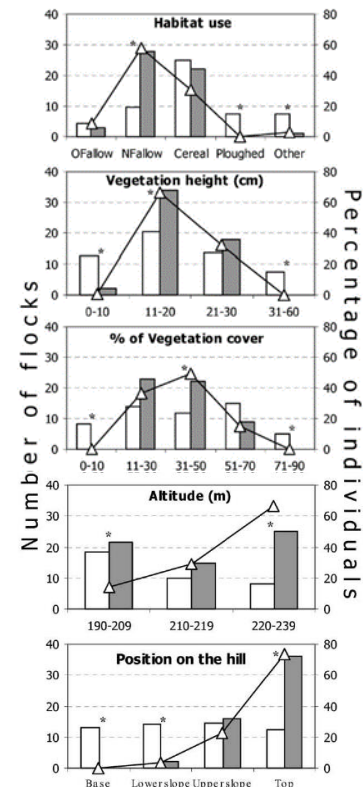 Number of flocks
Percentage of individuals
Habitat use
40 80
30 * 60
20 40
10 * * 20
0 0
OFallow NFallow Cereal Ploughed Other
Vegetation height (cm)
40 80
30 * 60
20 40
10 * * 20
0 0
0-10 11-20 21-30 31-60
% of Vegetation cover
40 80
30 * 60
20 40
10 * * 20
0 0
0-10 11-30 31-50 51-70 71-90
Altitude (m)
40 80
30 * * 60
20 40
10 20
0 0
190-209 210-219 220-239
Position on the hill
40 * 80
30 60
20 * * 40
10 20
0 0
Base Lowerslope Upperslope Top